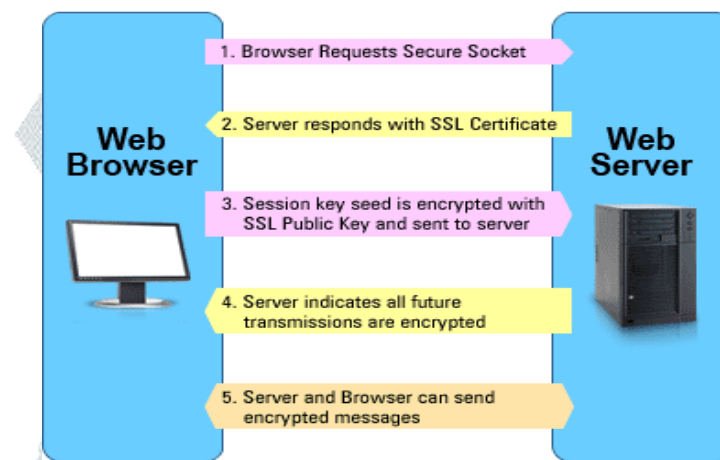 1. Browser Requests Secure Socket
2. Server responds with SSL Certificate
Web
Browser
Web
Server
3. Session key seed is encrypted with
SSL Public Key and sent to server
4. Server indicates all future
transmissions are encrypted
5. Server and Browser can send
encrypted messages